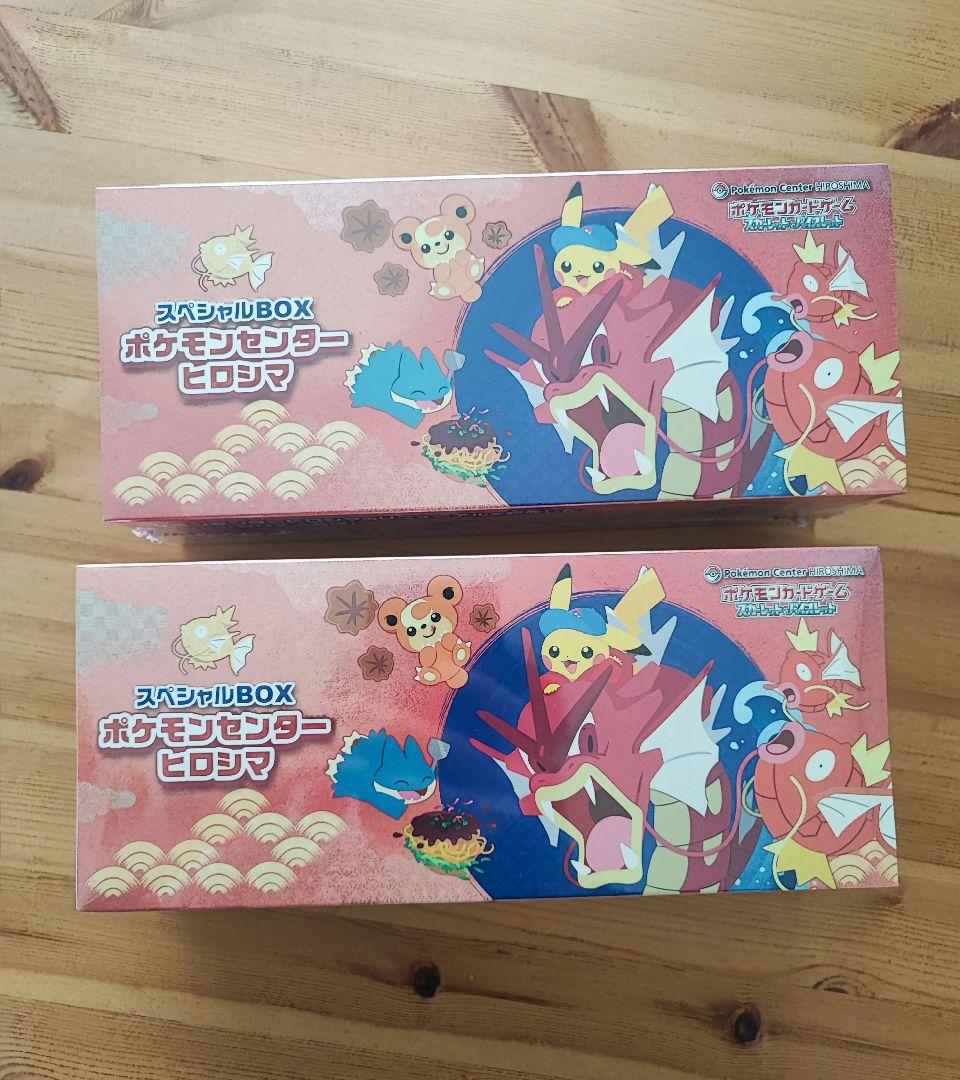 Pokémon Center HIROSHIMA
ポケモンカードゲーム
スカーレット&バイオレット
スペシャルBOX
ポケモンセンター
ヒロシマ
Pokémon Center HIROSHIMA
ポケモンカードゲーム
スカーレット&バイオレット
スペシャルBOX
ポケモンセンター
ヒロシマ